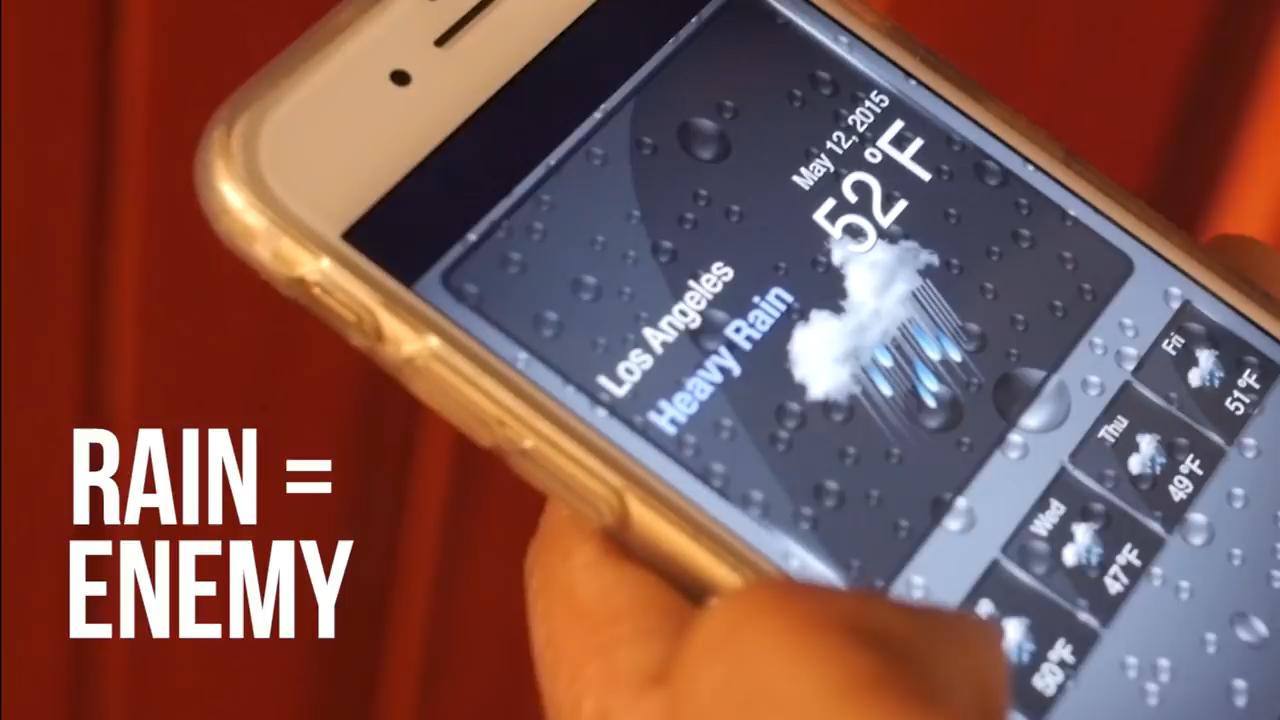 May 12, 2015
52°F
Los Angeles
Heavy Rain
Fri
51°F
Thu
49°F
Wed
47°F
50°F
RAIN =
ENEMY